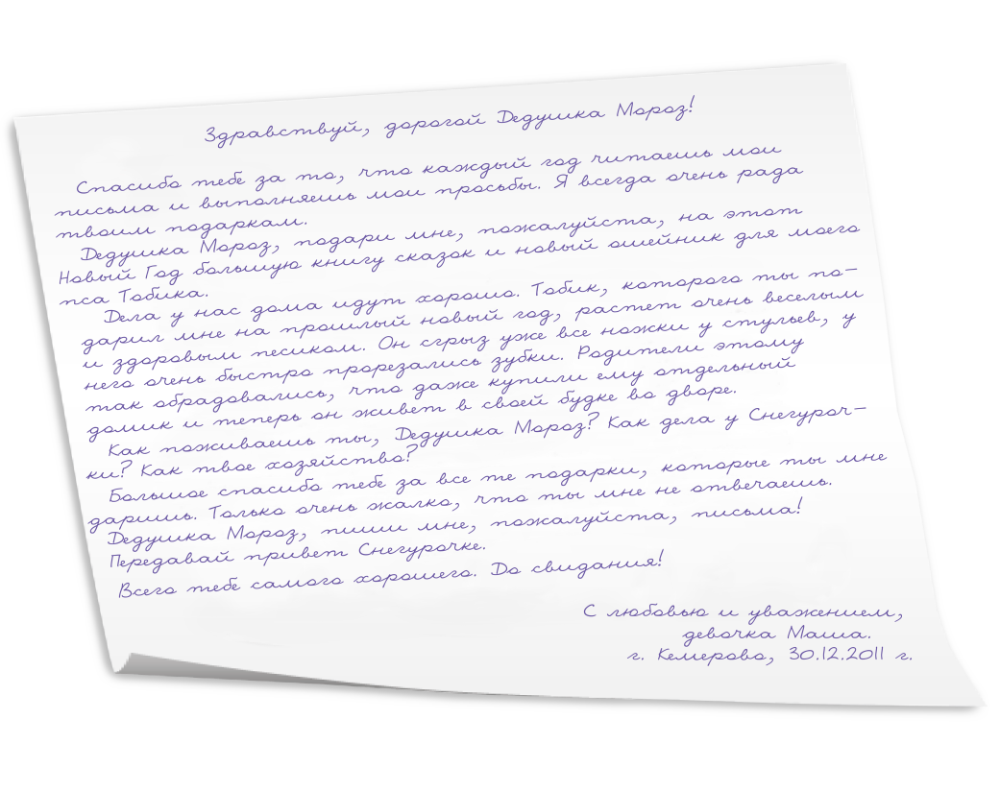 Здравствуй, дорогой Дедушка Мороз!
Спасибо тебе за то, что каждый год читаешь мои
письма и выполняешь мои просьбы. Я всегда очень рада
твоим подаркам.
Дедушка Мороз, подари мне, пожалуйста, на этот
Новый Год большую книгу сказок и новый ошейник для моего
пса Тобика.
Дела у нас дома идут хорошо. Тобик, которого ты по-
дарил мне на прошлый новый год, растет очень веселым
и здоровым песиком. Он сгрыз уже все ножки у стульев, у
него очень быстро прорезались зубки. Родители этому
так обрадовались, что даже купили ему отдельный
домик и теперь он живет в своей будке во дворе.
Как поживаешь ты, Дедушка Мороз? Как дела у Снегуроч-
ки? Как твое хозяйство?
Большое спасибо тебе за все те подарки, которые ты мне
даришь. Только очень жалко, что ты мне не отвечаешь.
Дедушка Мороз, пиши мне, пожалуйста, письма!
Передавай привет Снегурочке.
Всего тебе самого хорошего. До свидания!
С любовью и уважением,
девочка Маша.
г. Кемерово, 30.12.2011 г.